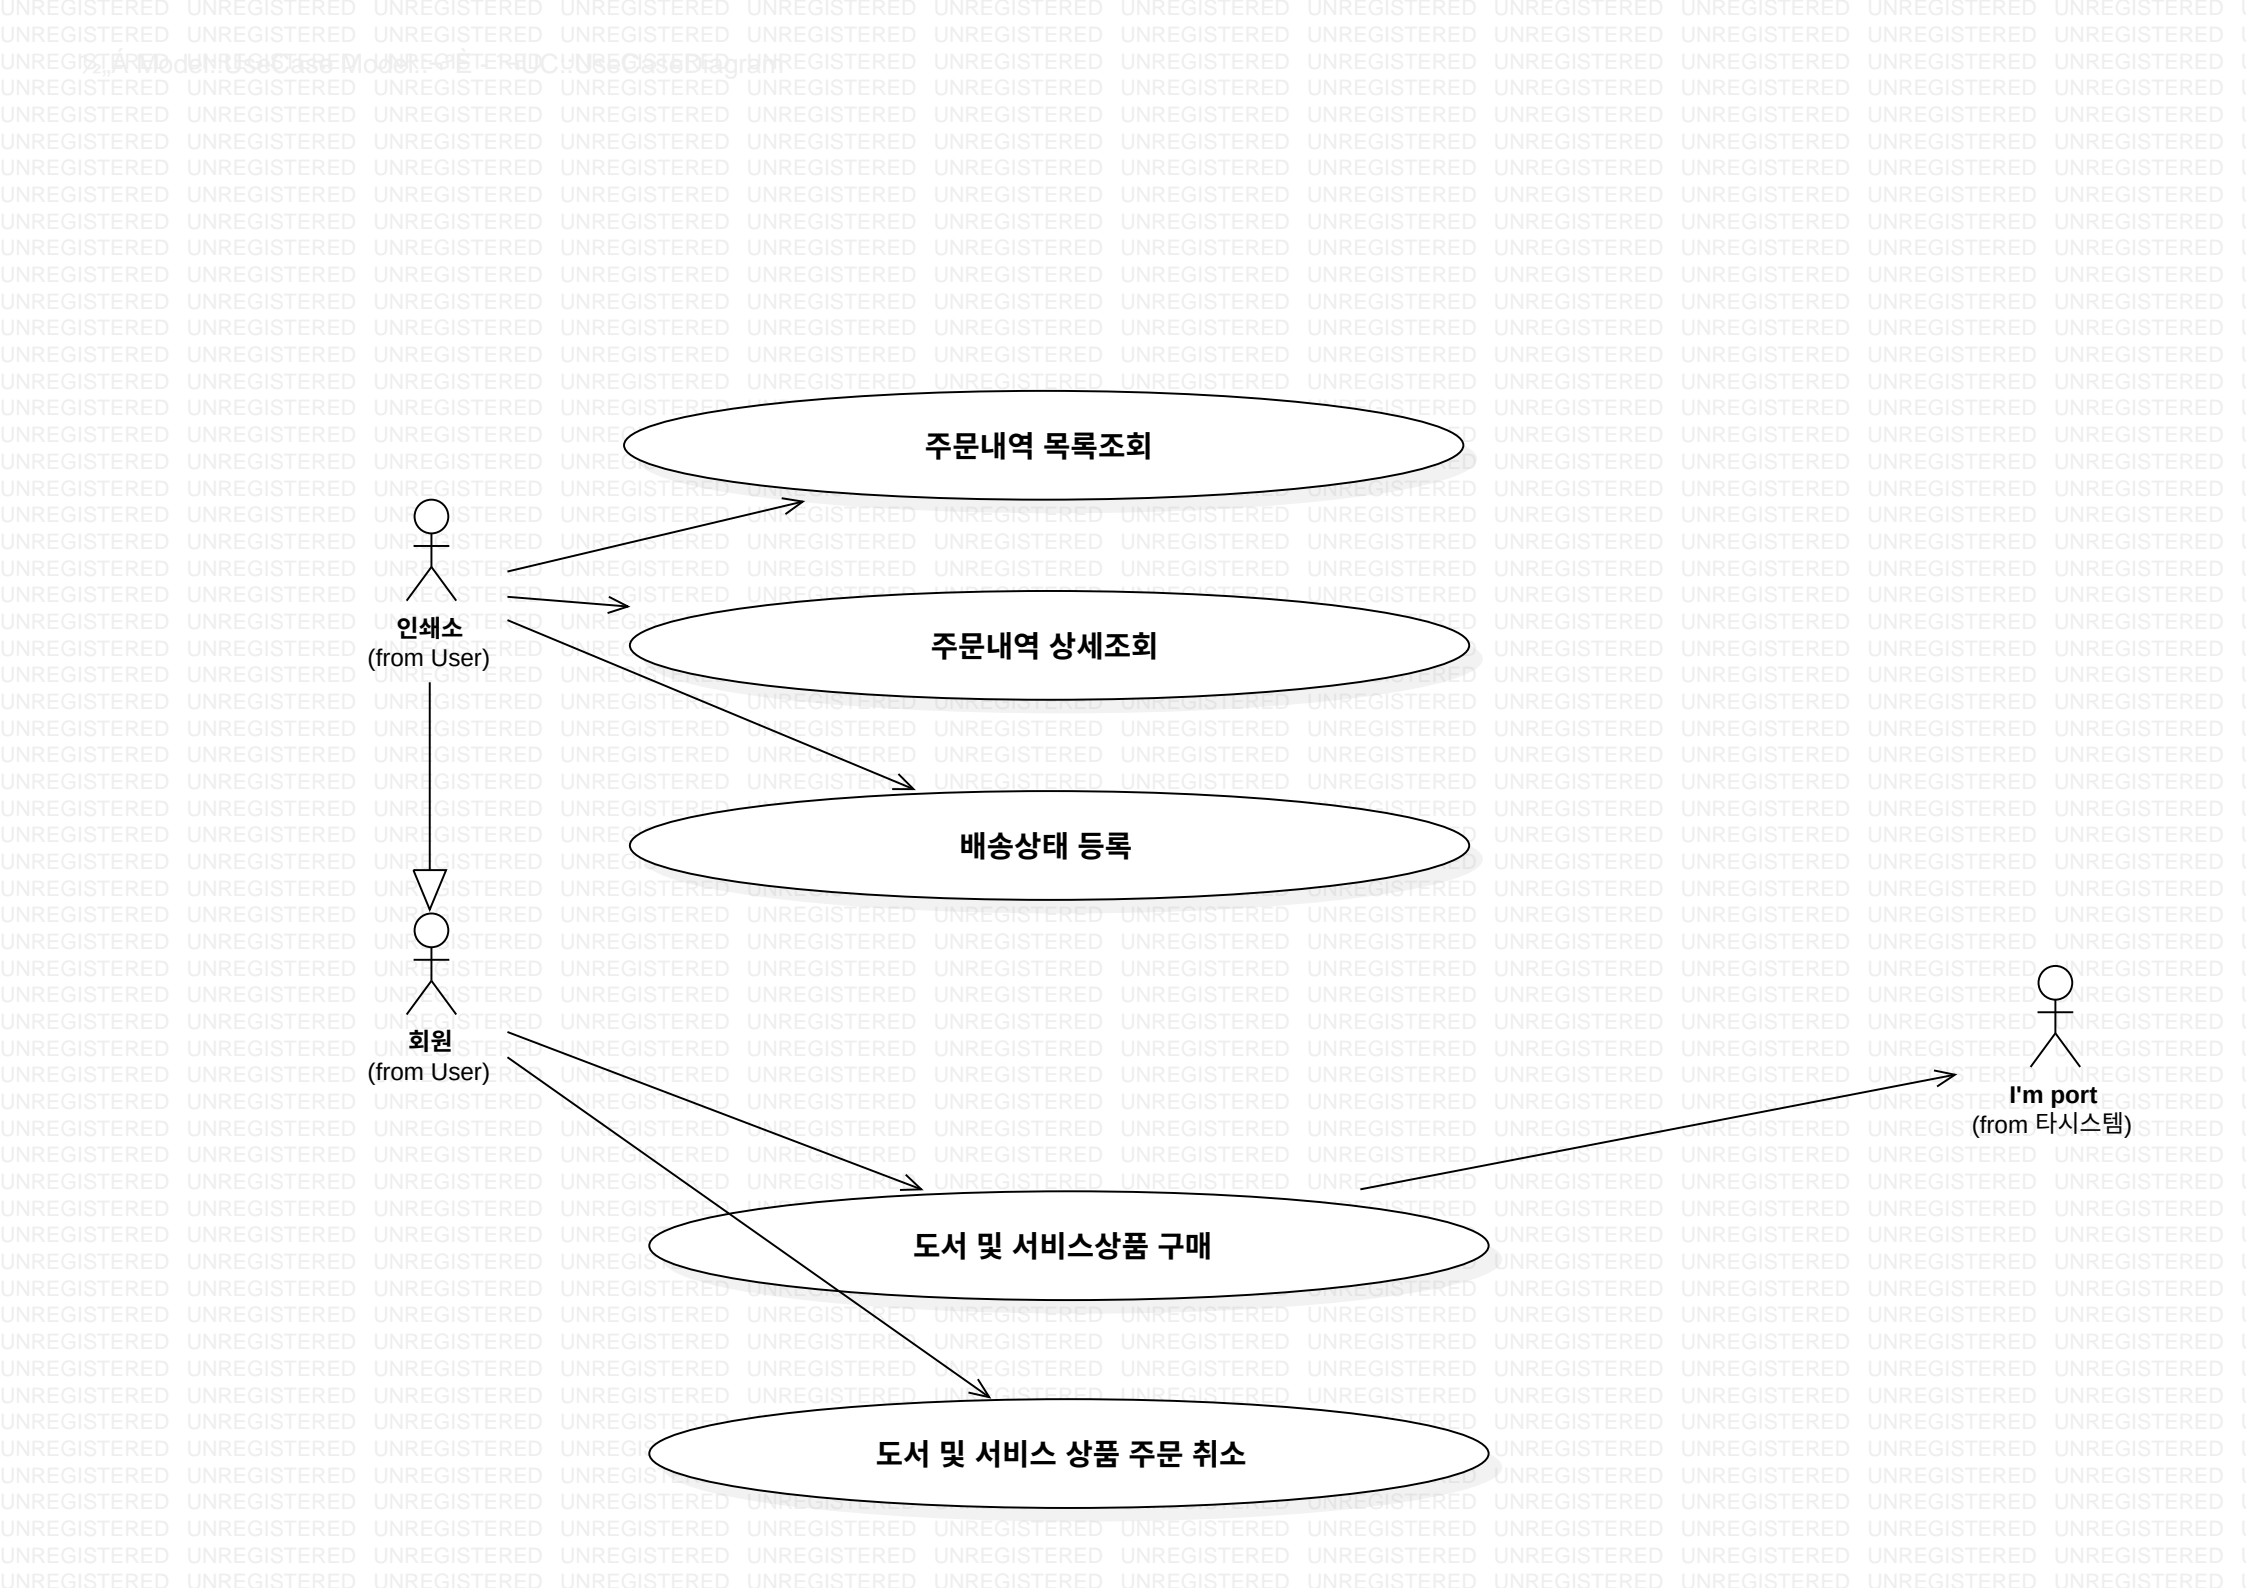 주문내역 목록조회
인쇄소
(from User)
주문내역 상세조회
배송상태 등록
회원
(from User)
I'm port
(from 타시스템)
도서 및 서비스상품 구매
도서 및 서비스 상품 주문 취소
UNREGISTERED